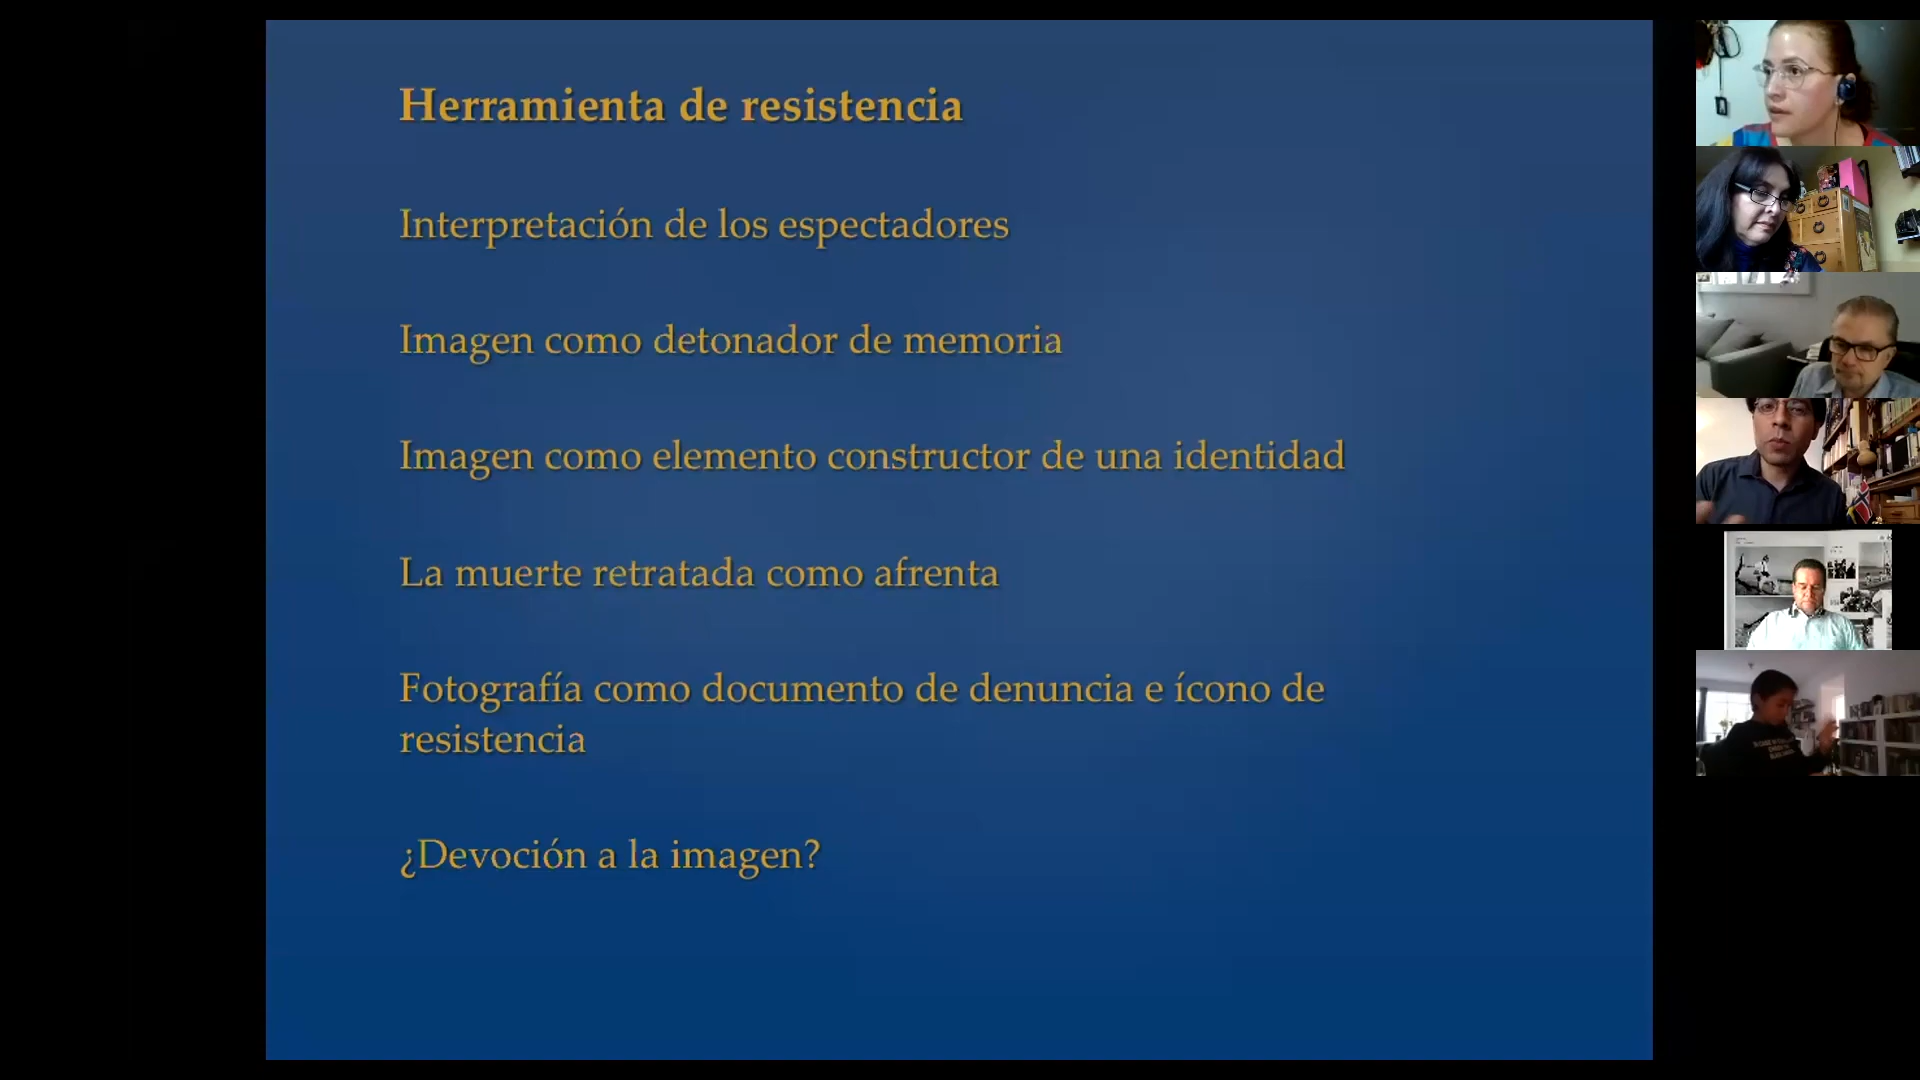 Herramienta de resistencia
Interpretación de los espectadores
Imagen como detonador de memoria
Imagen como elemento constructor de una identidad
La muerte retratada como afrenta
Fotografía como documento de denuncia e ícono de
resistencia
¿Devoción a la imagen?